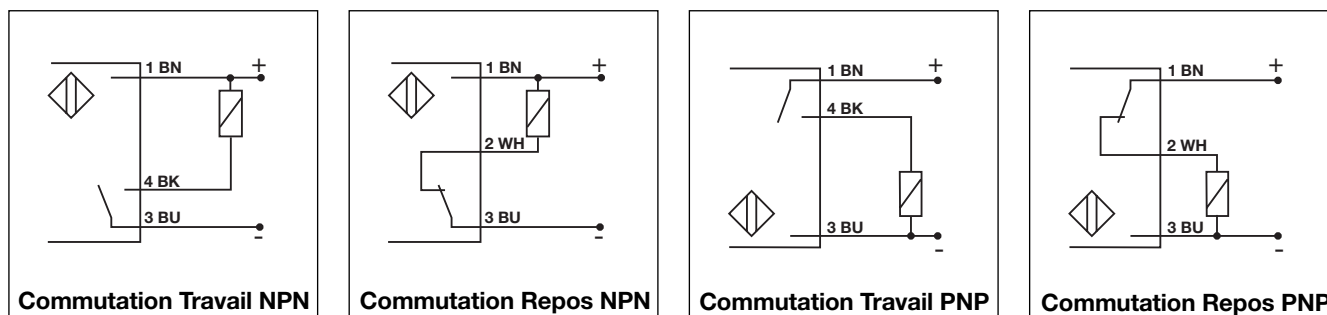 1 BN
+
4 BK
3 BU
-
Commutation Travail NPN
1 BN
+
2 WH
3 BU
-
Commutation Repos NPN
1 BN
+
4 BK
3 BU
-
Commutation Travail PNP
1 BN
+
2 WH
3 BU
-
Commutation Repos PNP